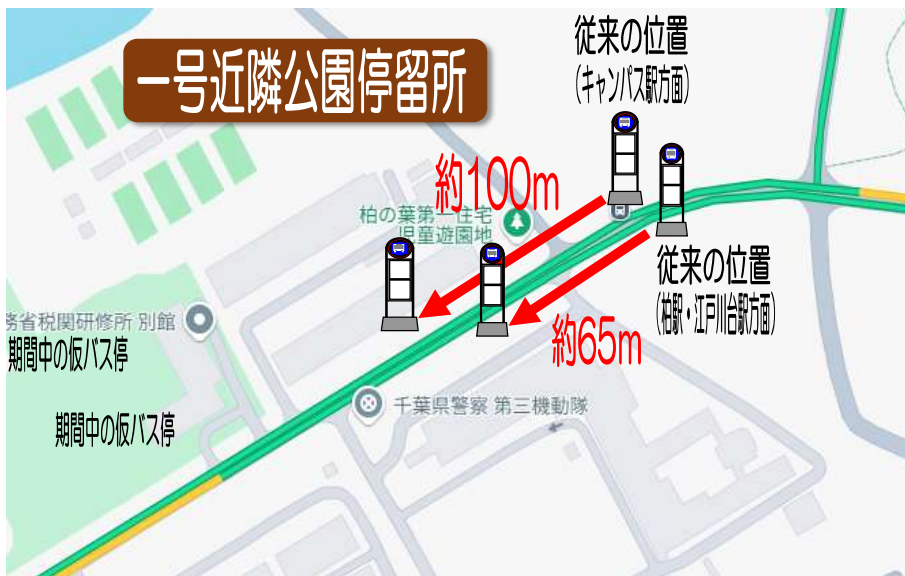 一号近隣公園停留所
従来の位置
(キャンパス駅方面)
約100m
柏の葉第一住宅
児童遊園地
従来の位置
(柏駅・江戸川台駅方面)
務省税関研修所 別館
期間中の仮バス停
約65m
千葉県警察 第三機動隊
期間中の仮バス停